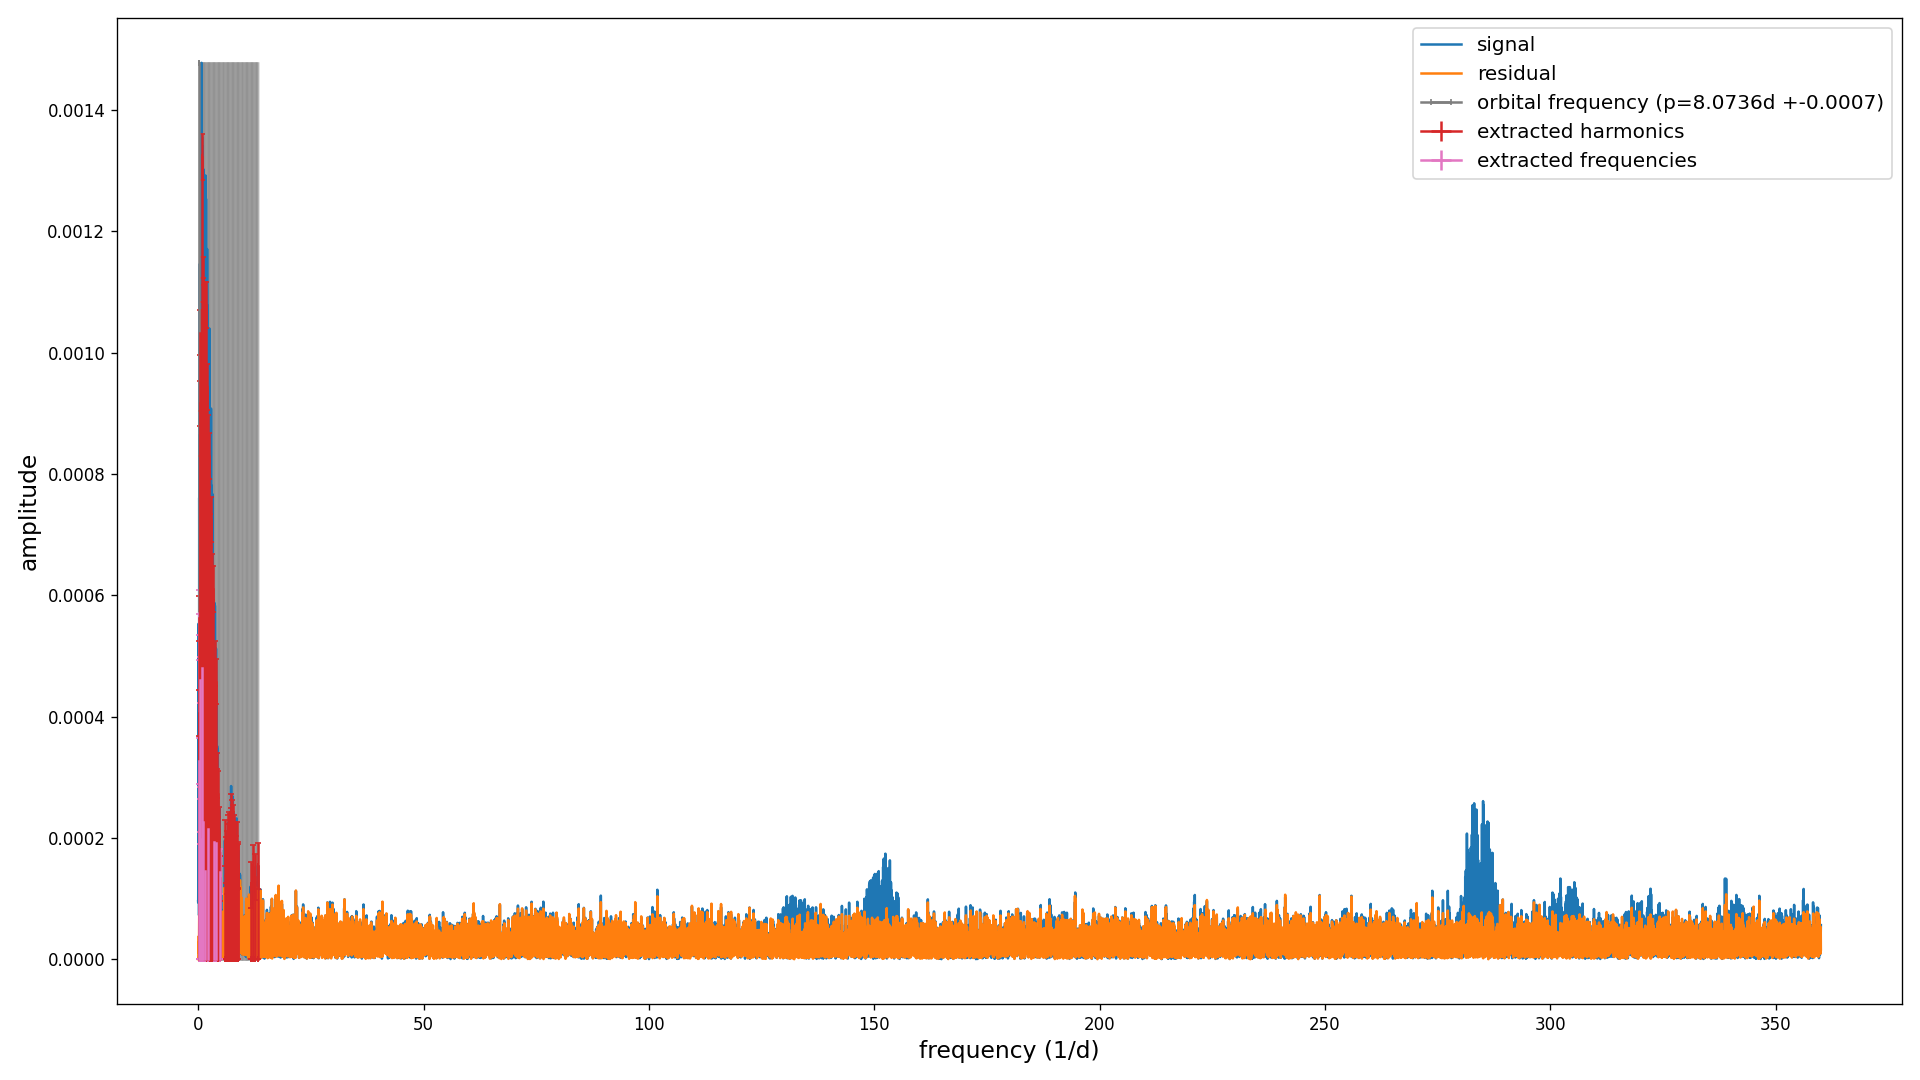 signal
residual
orbital frequency (p=8.0736d +-0.0007)
extracted harmonics
extracted frequencies
0.0014
0.0012
0.0010
0.0008
0.0006
0.0004
0.0002
0.0000
amplitude
0 50 100 150 200 250 300 350
frequency (1/d)